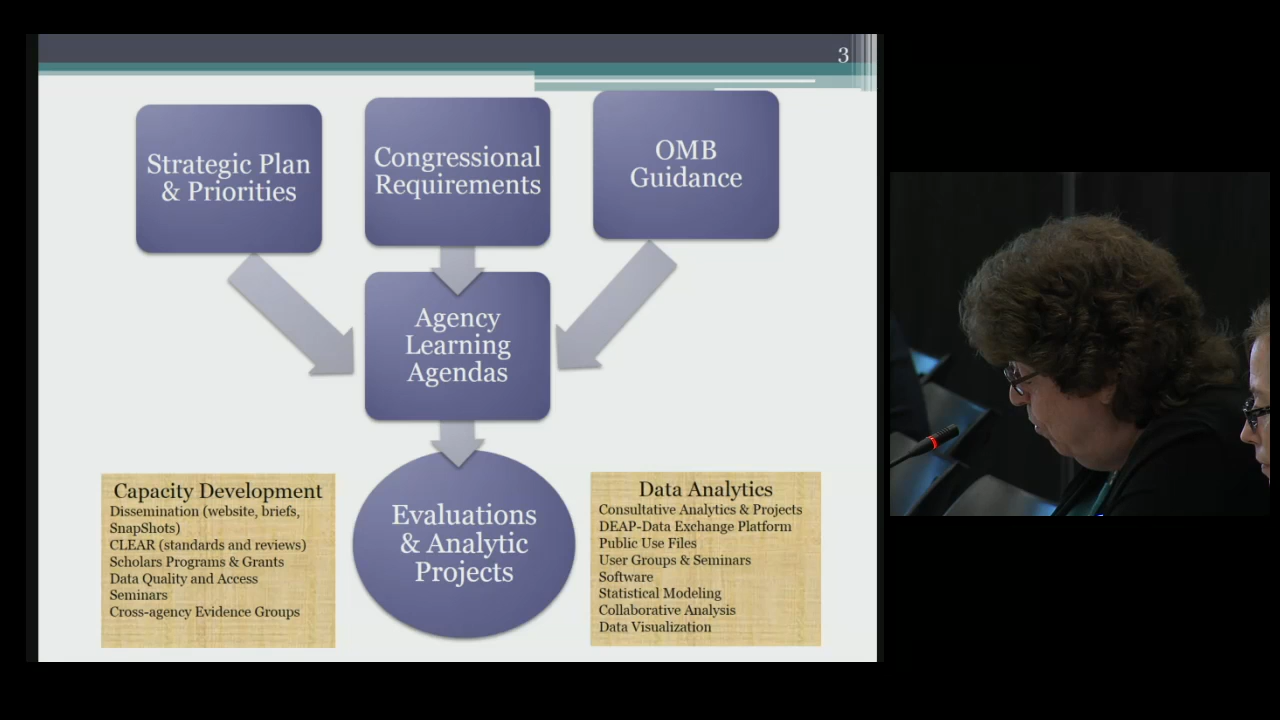 3
Strategic Plan
& Priorities
Congressional
Requirements
OMB
Guidance
Agency
Learning
Agendas
Evaluations
& Analytic
Projects
Capacity Development
Dissemination (website, briefs,
SnapShots)
CLEAR (standards and reviews)
Scholars Programs & Grants
Data Quality and Access
Seminars
Cross-agency Evidence Groups
Data Analytics
Consultative Analytics & Projects
DEAP-Data Exchange Platform
Public Use Files
User Groups & Seminars
Software
Statistical Modeling
Collaborative Analysis
Data Visualization